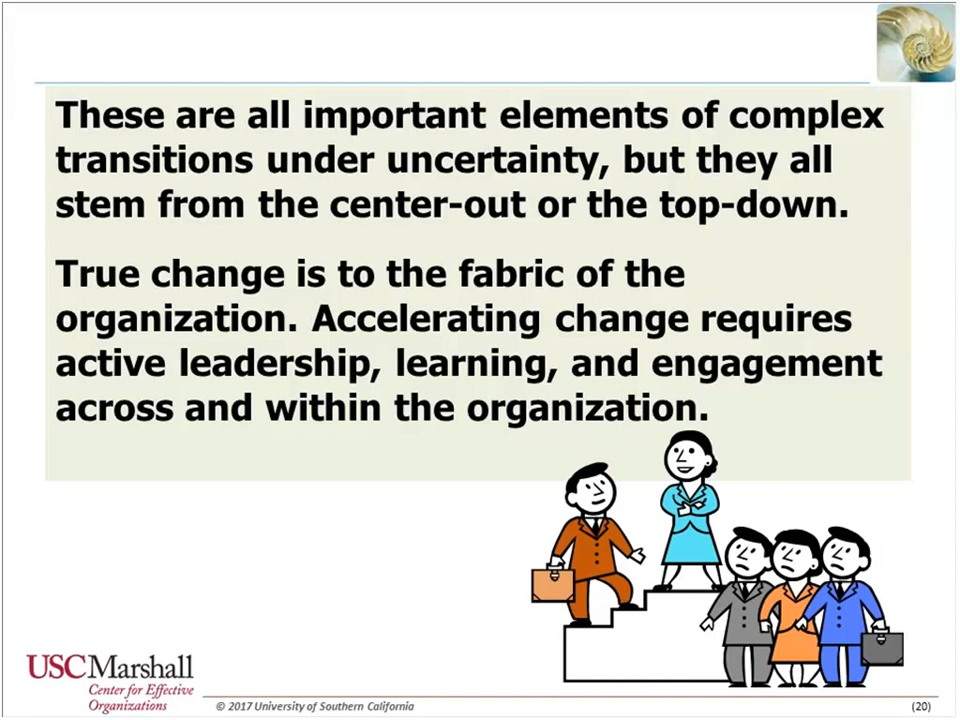 These are all important elements of complex
transitions under uncertainty, but they all
stem from the center-out or the top-down.
True change is to the fabric of the
organization. Accelerating change requires
active leadership, learning, and engagement
across and within the organization.
USC Marshall
Center for Effective
Organizations
© 2017 University of Southern California
(20)